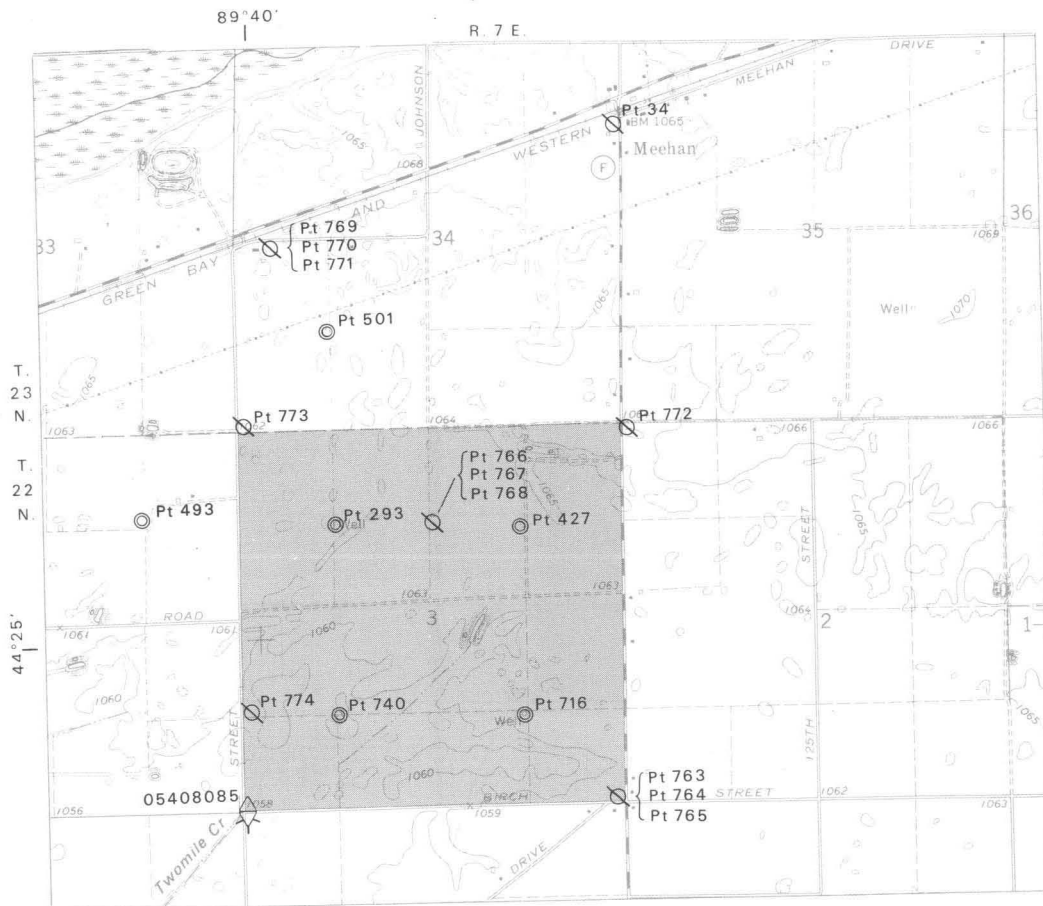 89°40'
R. 7 E.
DRIVE
MEEHAN
JOHNSON
Pt 34
BM 1065
WESTERN
Meehan
1065
1068
F
AND
36
Pt 769
Pt 770
Pt 771
33
34
35
1069
BAY
GREEN
1065
Well
1070
Pt 501
T.
23
N.
1065
Pt 773
Pt 772
1063
1064
1066
1066
T.
22
N.
Pt 766
Pt 767
Pt 768
1065
Pt 493
Pt 293
Pt 427
STREET
1065
1065
1063
1063
ROAD
1061
1061
1060
3
1064
2
1-
44°25'
1060
Pt 774
Pt 740
Pt 716
Well
STREET
125TH
1065
1060
Pt 763
Pt 764
Pt 765
05408085
1058
BIRCH
STREET
1056
1059
1062
1063
Twomile Cr
DRIVE